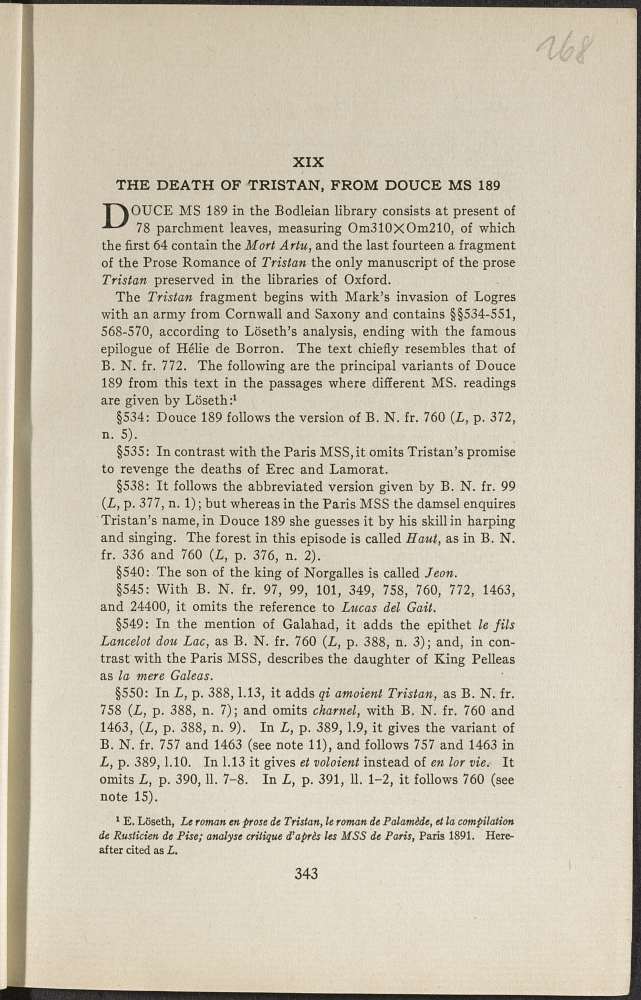 268
XIX
THE DEATH OF TRISTAN, FROM DOUCE MS 189
DOUCE MS 189 in the Bodleian library consists at present of
78 parchment leaves, measuring Om310×Om210, of which
the first 64 contain the Mort Artu, and the last fourteen a fragment
of the Prose Romance of Tristan the only manuscript of the prose
Tristan preserved in the libraries of Oxford.
The Tristan fragment begins with Mark's invasion of Logres
with an army from Cornwall and Saxony and contains §§534-551,
568-570, according to Löseth's analysis, ending with the famous
epilogue of Hélie de Borron. The text chiefly resembles that of
B. N. fr. 772. The following are the principal variants of Douce
189 from this text in the passages where different MS. readings
are given by Löseth:¹
§534: Douce 189 follows the version of B. N. fr. 760 (L, p. 372,
n. 5).
§535: In contrast with the Paris MSS, it omits Tristan's promise
to revenge the deaths of Erec and Lamorat.
§538: It follows the abbreviated version given by B. N. fr. 99
(L, p. 377, n. 1); but whereas in the Paris MSS the damsel enquires
Tristan's name, in Douce 189 she guesses it by his skill in harping
and singing. The forest in this episode is called Haut, as in B. N.
fr. 336 and 760 (L, p. 376, n. 2).
§540: The son of the king of Norgalles is called Jeon.
§545: With B. N. fr. 97, 99, 101, 349, 758, 760, 772, 1463,
and 24400, it omits the reference to Lucas del Gait.
§549: In the mention of Galahad, it adds the epithet le fils
Lancelot dou Lac, as B. N. fr. 760 (L, p. 388, n. 3); and, in con-
trast with the Paris MSS, describes the daughter of King Pelleas
as la mere Galeas.
§550: In L, p. 388, l.13, it adds qi amoient Tristan, as B. N. fr.
758 (L, p. 388, n. 7); and omits charnel, with B. N. fr. 760 and
1463, (L, p. 388, n. 9). In L, p. 389, l.9, it gives the variant of
B. N. fr. 757 and 1463 (see note 11), and follows 757 and 1463 in
L, p. 389, l.10. In l.13 it gives et voloient instead of en lor vie. It
omits L, p. 390, ll. 7-8. In L, p. 391, ll. 1-2, it follows 760 (see
note 15).
¹ E. Löseth, Le roman en prose de Tristan, le roman de Palamède, et la compilation
de Rusticien de Pise; analyse critique d'après les MSS de Paris, Paris 1891. Here-
after cited as L.
343